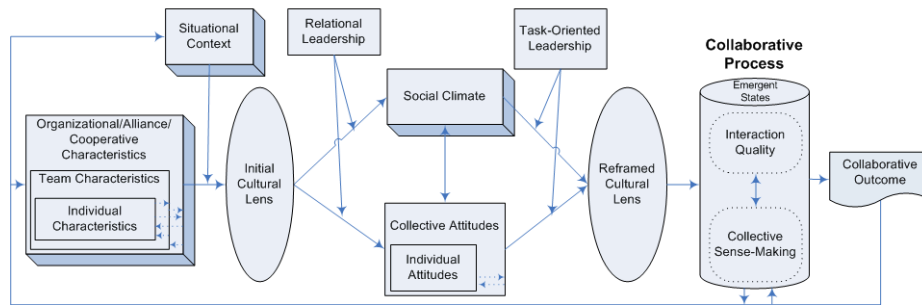 Situational
Context
Relational
Leadership
Task-Oriented
Leadership
Collaborative
Process
Emergent
States
Organizational/Alliance/
Cooperative
Characteristics
Team Characteristics
Individual
Characteristics
Initial
Cultural
Lens
Social Climate
Collective Attitudes
Individual
Attitudes
Reframed
Cultural
Lens
Interaction
Quality
Collective
Sense-Making
Collaborative
Outcome